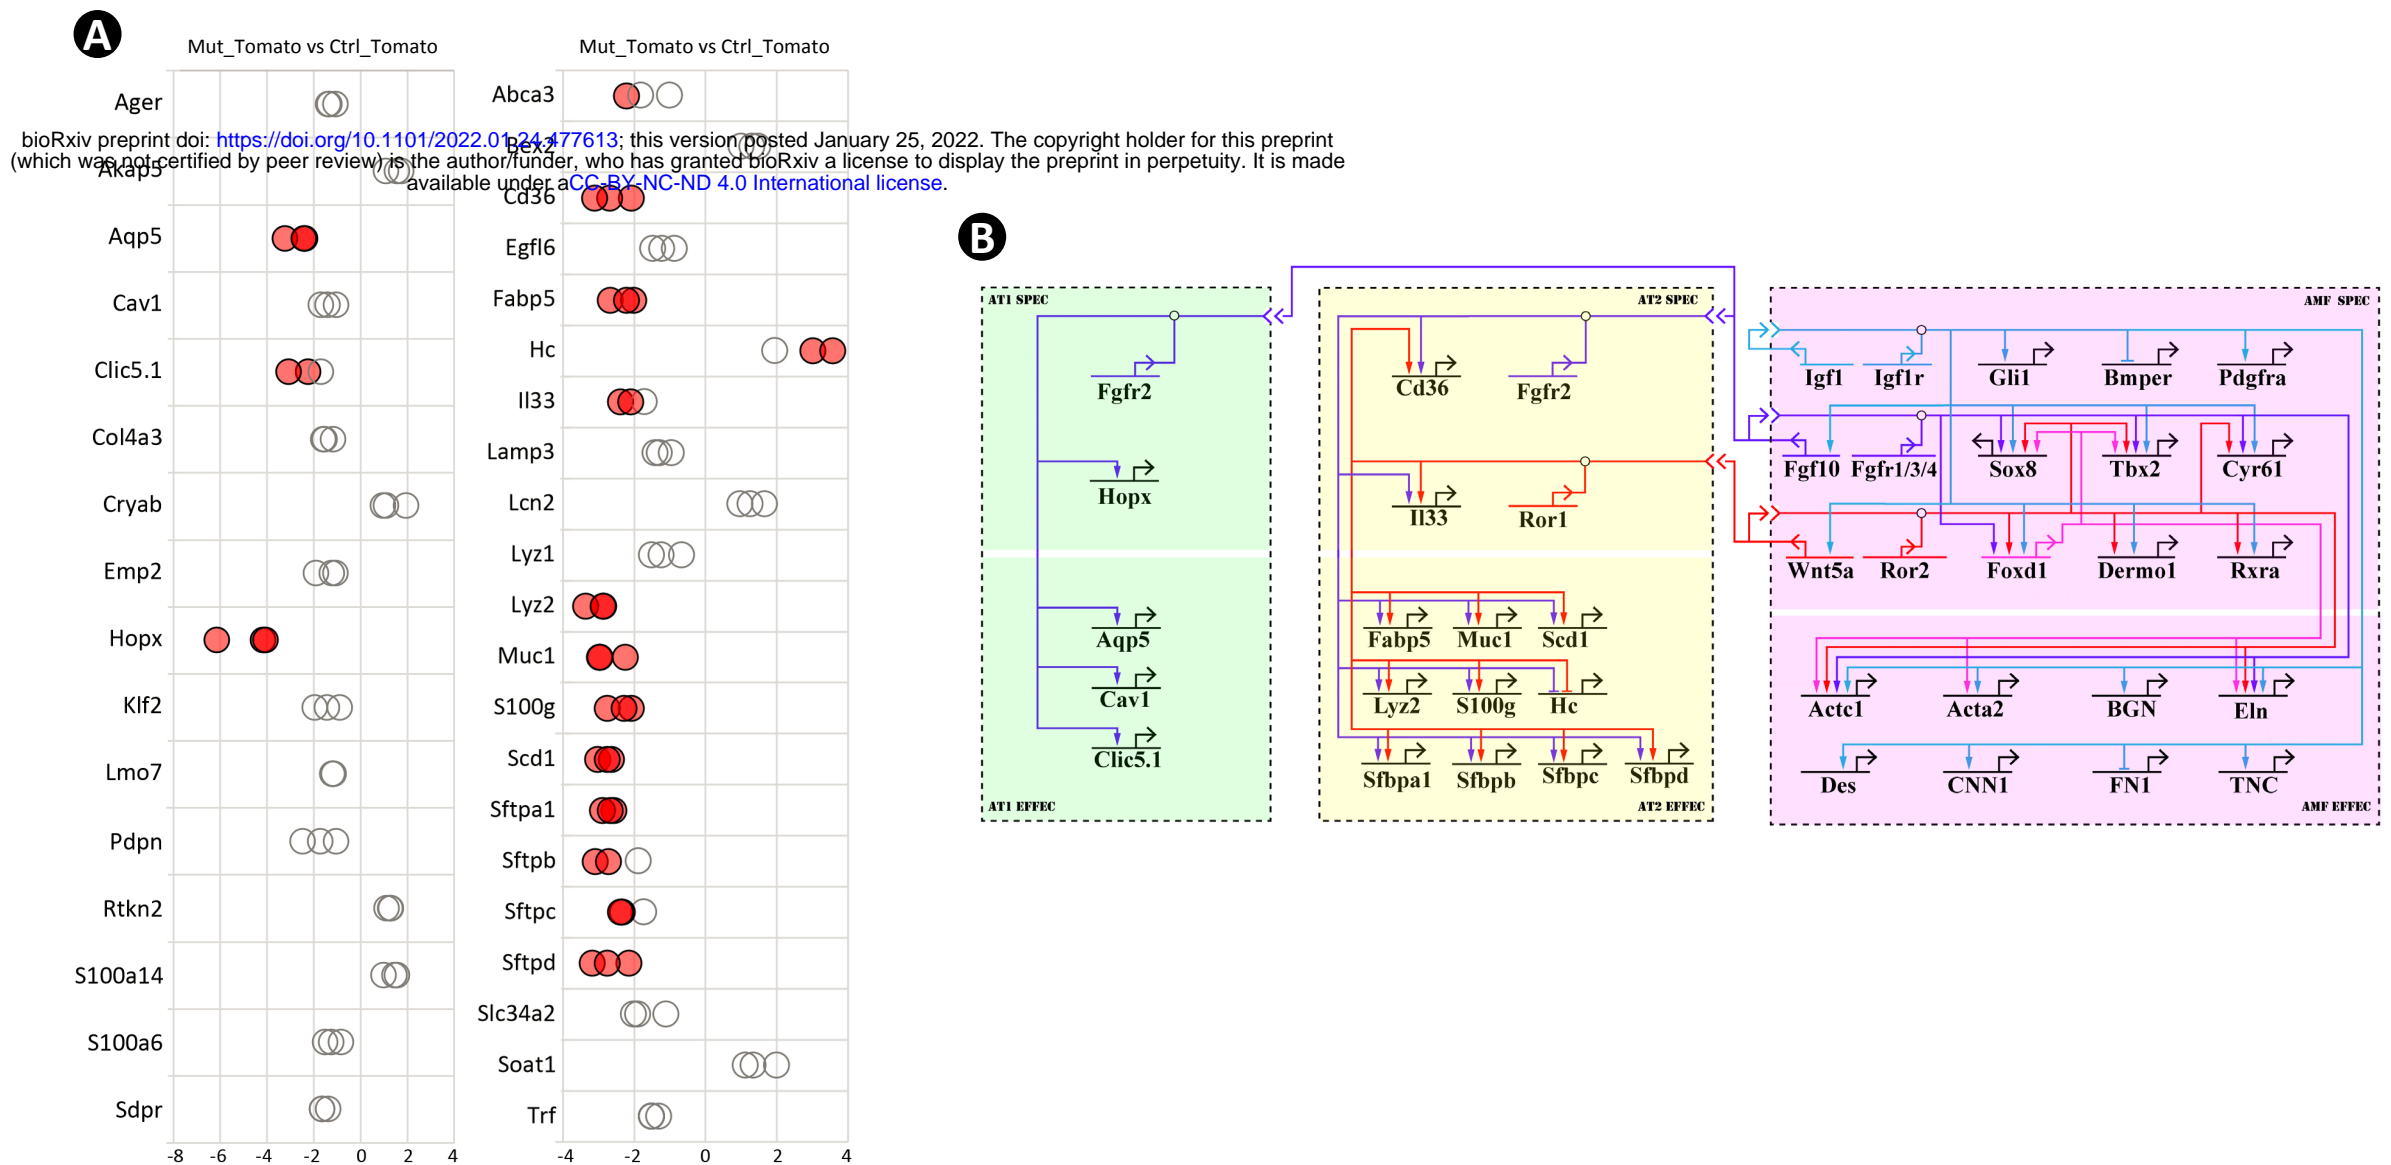 A
Mut_Tomato vs Ctrl_Tomato
Ager
Akap5
Aqp5
Cav1
Clic5.1
Col4a3
Cryab
Emp2
Hopx
Klf2
Lmo7
Pdpn
Rtkn2
S100a14
S100a6
Sdpr
-8 -6 -4 -2 0 2 4
Mut_Tomato vs Ctrl_Tomato
Abca3
Bex2
Cd36
Egfl6
Fabp5
Hc
Il33
Lamp3
Lcn2
Lyz1
Lyz2
Muc1
S100g
Scd1
Sftpa1
Sftpb
Sftpc
Sftpd
Slc34a2
Soat1
Trf
-4 -2 0 2 4
bioRxiv preprint doi: https://doi.org/10.1101/2022.01.24.477613; this version posted January 25, 2022. The copyright holder for this preprint
(which was not certified by peer review) is the author/funder, who has granted bioRxiv a license to display the preprint in perpetuity. It is made
available under aCC-BY-NC-ND 4.0 International license.
B
AT1 SPEC
Fgfr2
Hopx
Aqp5
Cav1
Clic5.1
AT1 EFFEC
AT2 SPEC
Cd36 Fgfr2
Il33 Ror1
Fabp5 Muc1 Scd1
Lyz2 S100g Hc
Sfbpa1 Sfbpb Sfbpc Sfbpd
AT2 EFFEC
AMF SPEC
Igf1 Igf1r Gli1 Bmper Pdgfra
Fgf10 Fgfr1/3/4 Sox8 Tbx2 Cyr61
Wnt5a Ror2 Foxd1 Dermo1 Rxra
Actc1 Acta2 BGN Eln
Des CNN1 FN1 TNC
AMF EFFEC